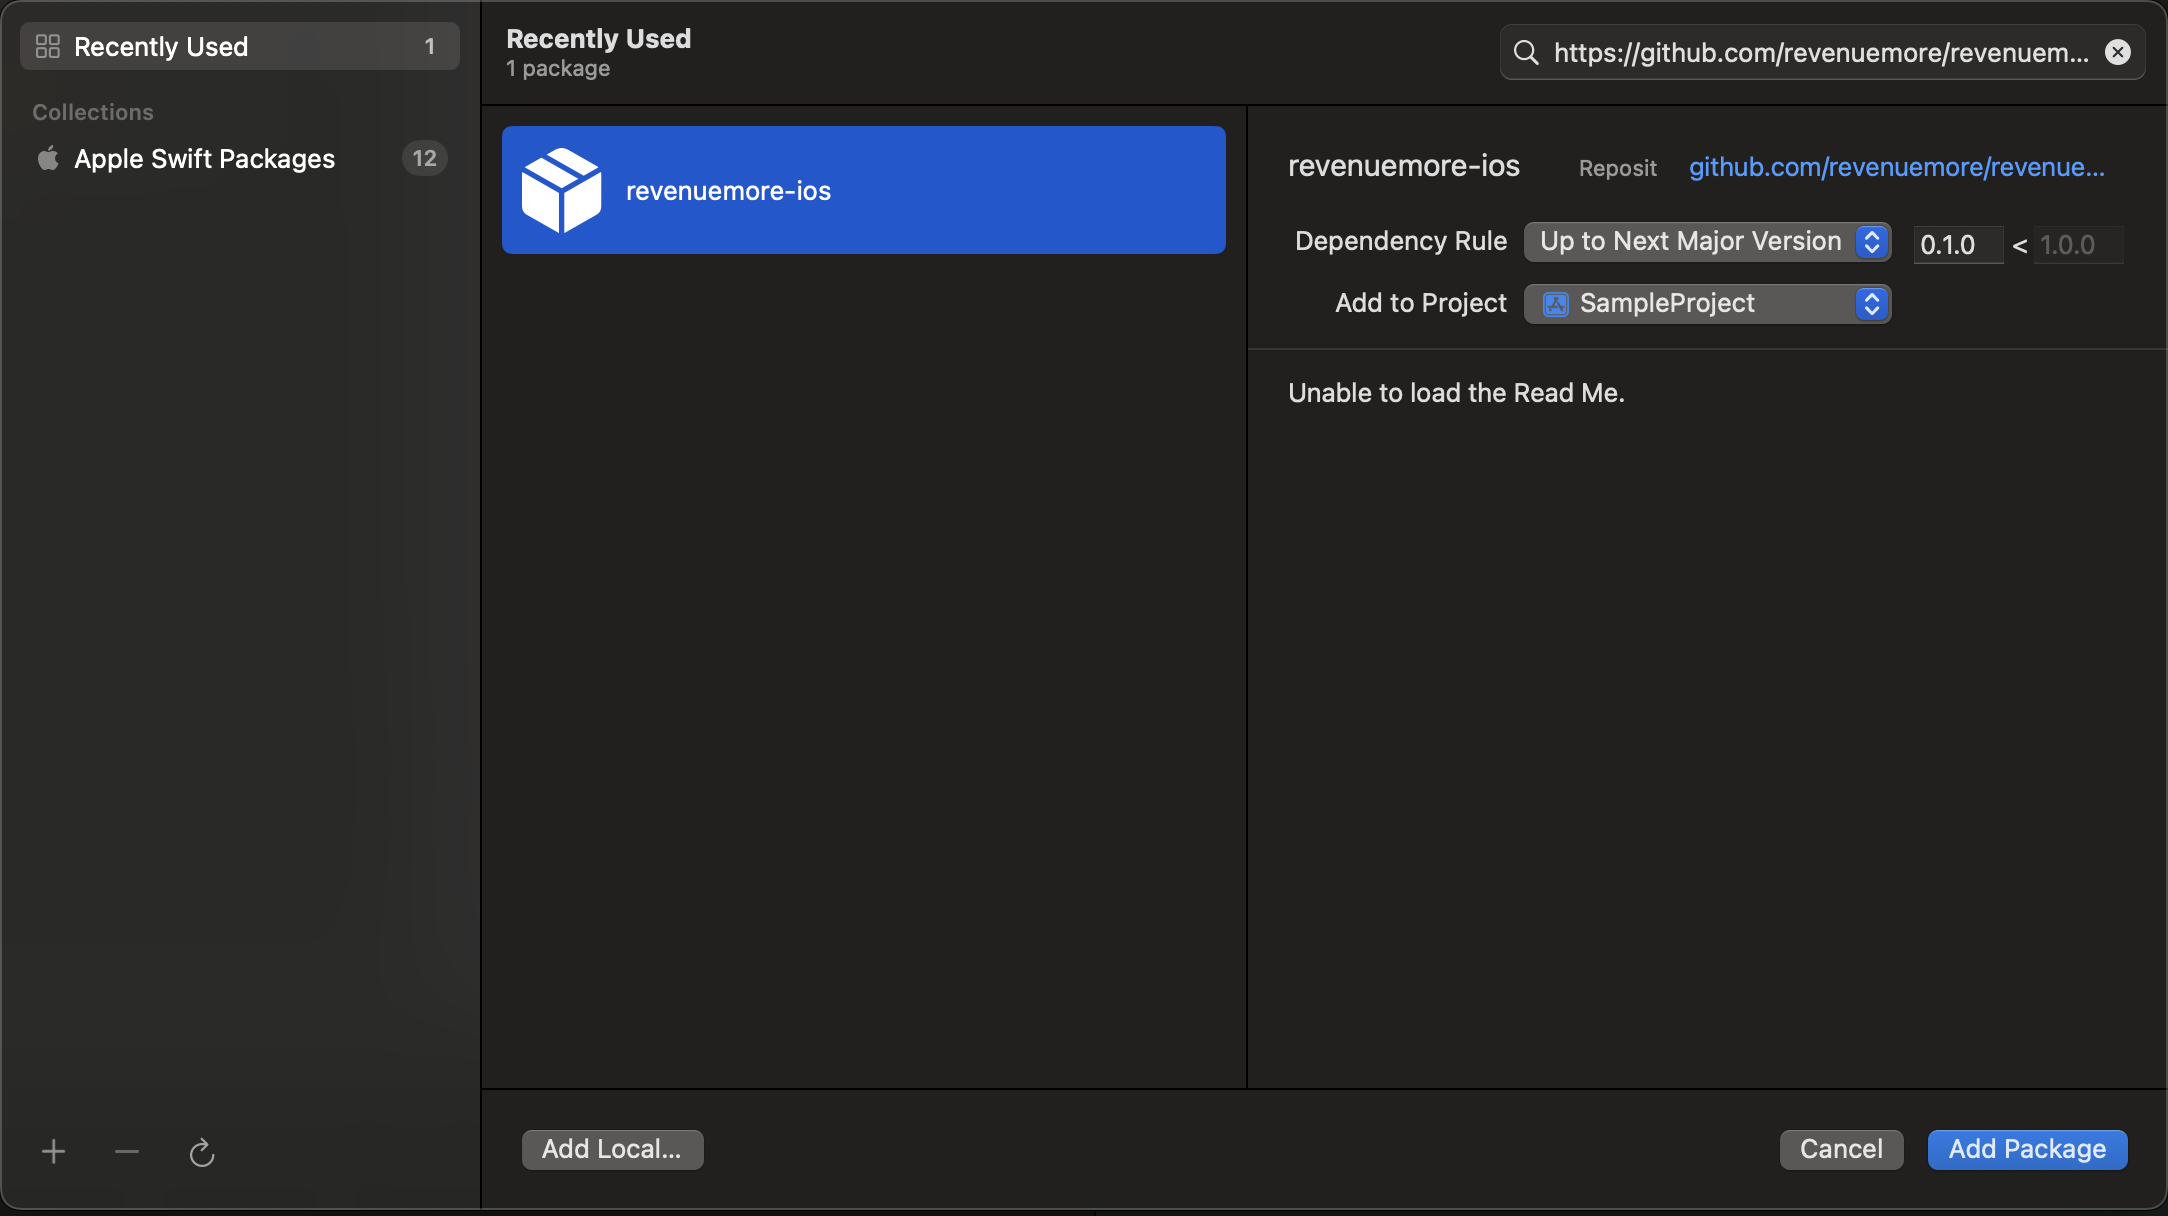 Recently Used 1
Collections
Apple Swift Packages 12
Recently Used
1 package
https://github.com/revenuemore/revenuem...
revenuemore-ios
revenuemore-ios Reposit github.com/revenuemore/revenue...
Dependency Rule Up to Next Major Version 0.1.0 < 1.0.0
Add to Project SampleProject
Unable to load the Read Me.
Add Local...
Cancel
Add Package